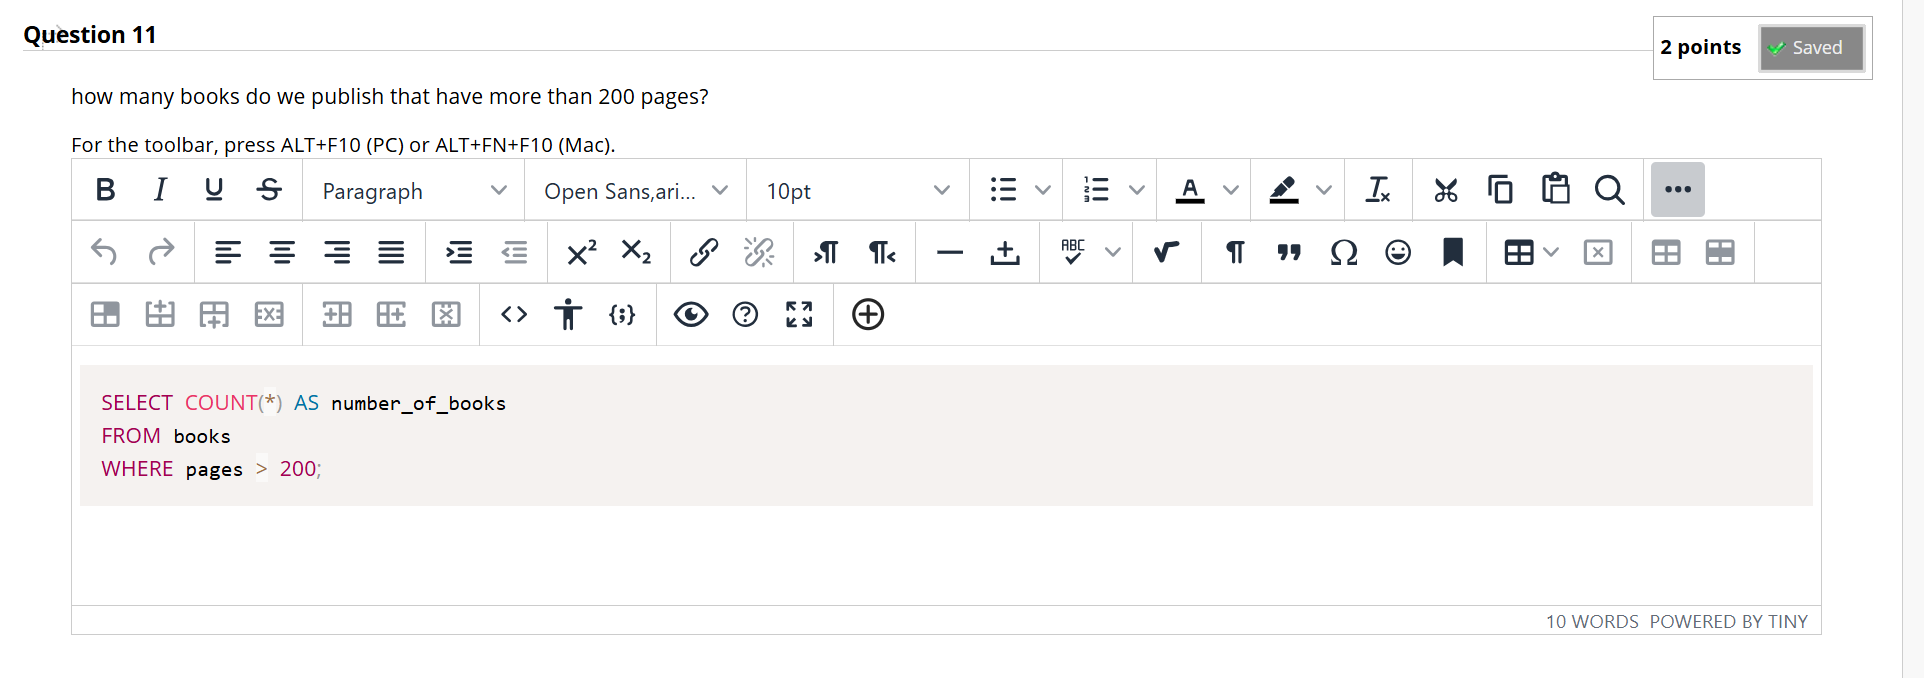 Question 11
2 points
Saved
how many books do we publish that have more than 200 pages?
For the toolbar, press ALT+F10 (PC) or ALT+FN+F10 (Mac).
B I U S Paragraph Open Sans,ari... 10pt
ABC
SELECT COUNT(*) AS number_of_books
FROM books
WHERE pages > 200;
10 WORDS POWERED BY TINY